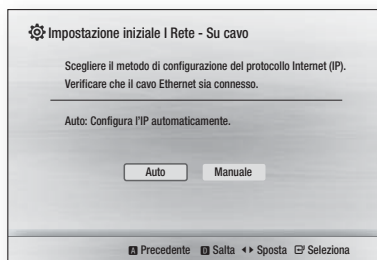 Impostazione iniziale I Rete - Su cavo
Scegliere il metodo di configurazione del protocollo Internet (IP).
Verificare che il cavo Ethernet sia connesso.
Auto: Configura l'IP automaticamente.
Auto Manuale
A Precedente D Salta Sposta Seleziona